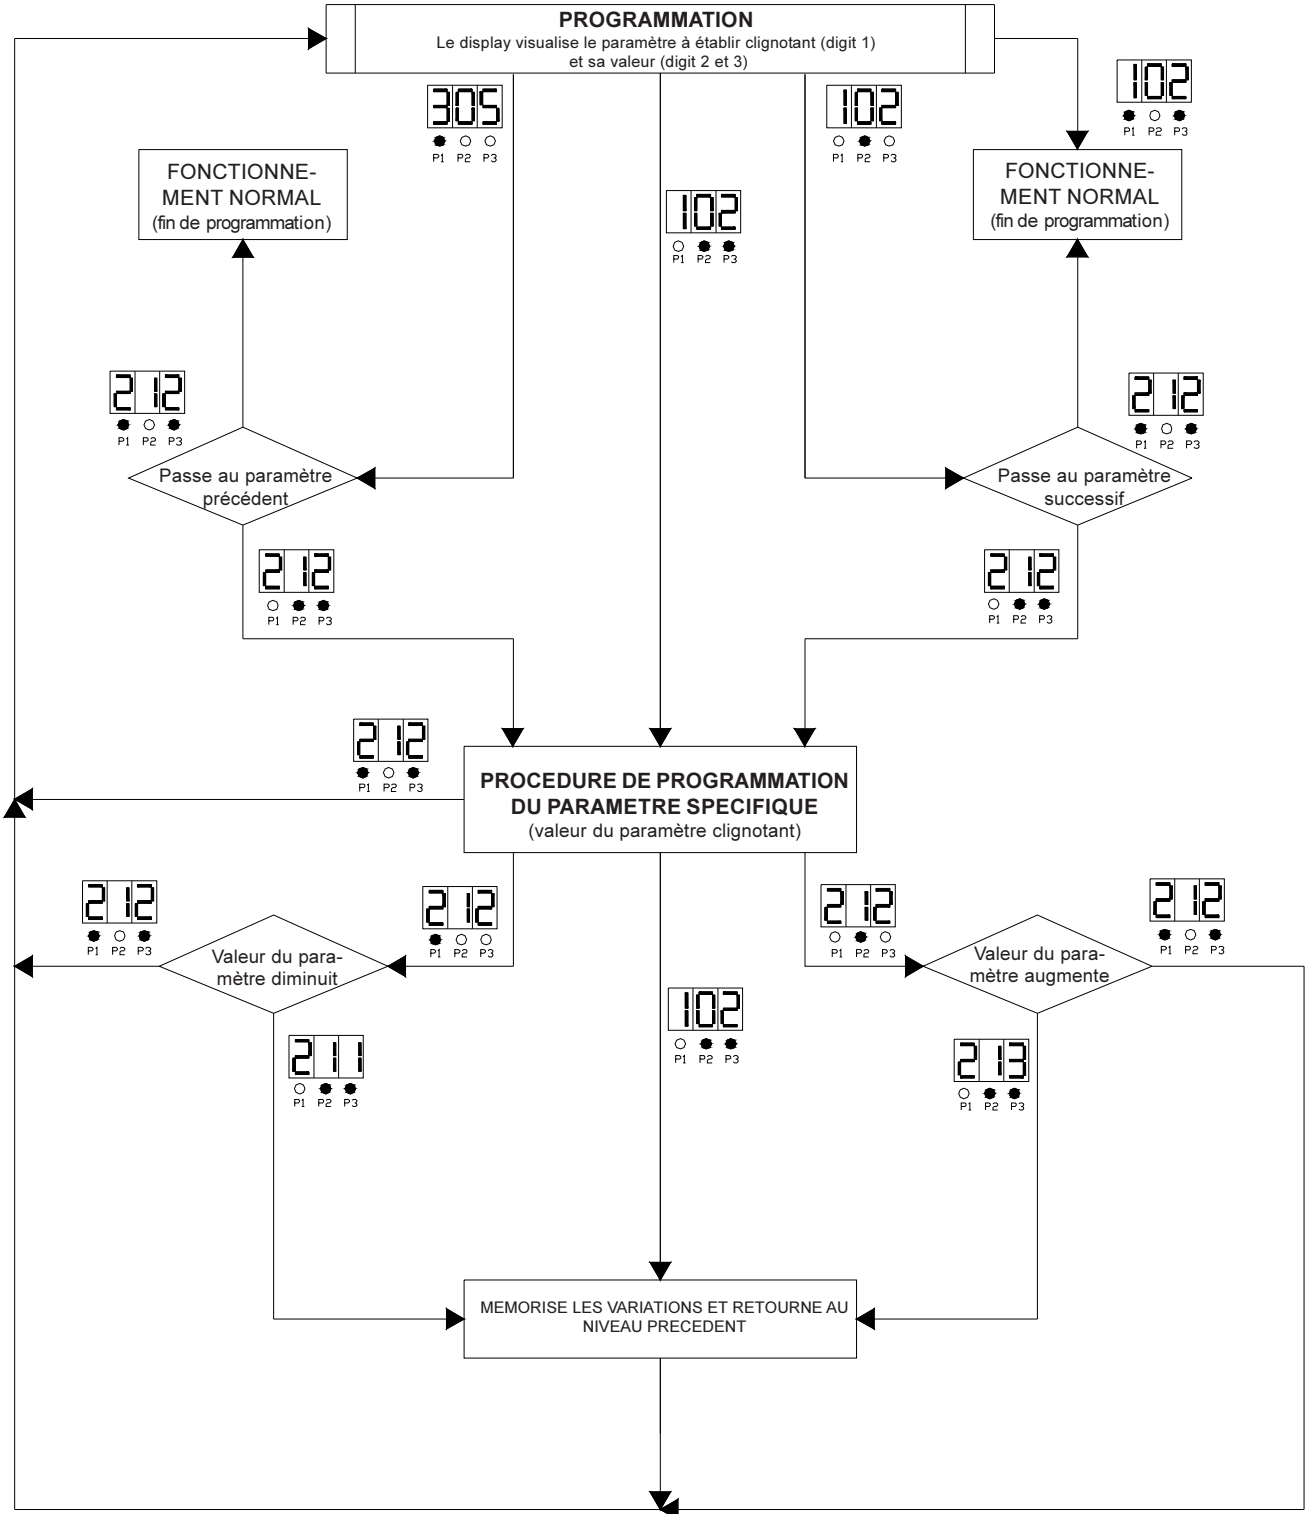 PROGRAMMATION
Le display visualise le paramètre à établir clignotant (digit 1)
et sa valeur (digit 2 et 3)
102
P1 P2 P3
305
P1 P2 P3
102
P1 P2 P3
FONCTIONNE-
MENT NORMAL
(fin de programmation)
FONCTIONNE-
MENT NORMAL
(fin de programmation)
102
P1 P2 P3
212
P1 P2 P3
212
P1 P2 P3
Passe au paramètre
précédent
Passe au paramètre
successif
212
P1 P2 P3
212
P1 P2 P3
212
P1 P2 P3
PROCEDURE DE PROGRAMMATION
DU PARAMETRE SPECIFIQUE
(valeur du paramètre clignotant)
212
P1 P2 P3
212
P1 P2 P3
212
P1 P2 P3
212
P1 P2 P3
Valeur du para-
mètre diminuit
Valeur du para-
mètre augmente
102
P1 P2 P3
211
P1 P2 P3
213
P1 P2 P3
MEMORISE LES VARIATIONS ET RETOURNE AU
NIVEAU PRECEDENT